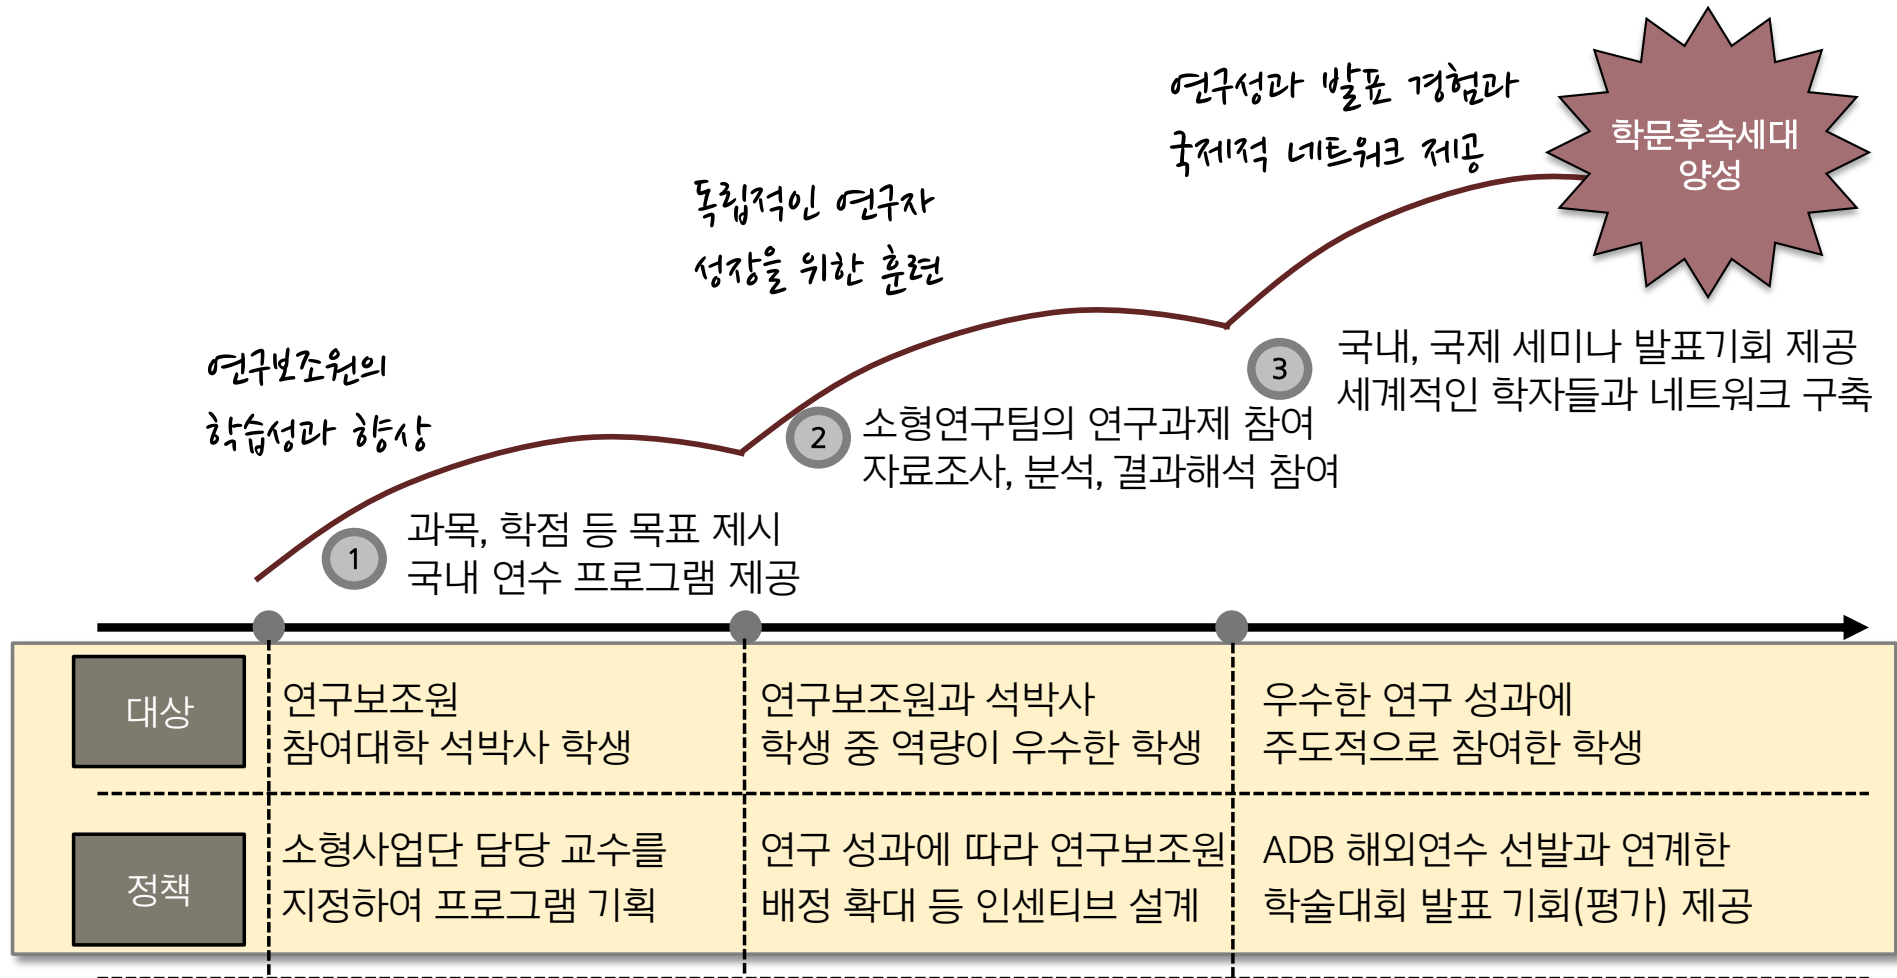 연구성과 발표 경험과
국제적 네트워크 제공
학문후속세대
양성
독립적인 연구자
성장을 위한 훈련
연구보조원의
학습성과 향상
3
국내, 국제 세미나 발표기회 제공
세계적인 학자들과 네트워크 구축
2
소형연구팀의 연구과제 참여
자료조사, 분석, 결과해석 참여
1
과목, 학점 등 목표 제시
국내 연수 프로그램 제공
대상
연구보조원
참여대학 석박사 학생
연구보조원과 석박사
학생 중 역량이 우수한 학생
우수한 연구 성과에
주도적으로 참여한 학생
정책
소형사업단 담당 교수를
지정하여 프로그램 기획
연구 성과에 따라 연구보조원
배정 확대 등 인센티브 설계
ADB 해외연수 선발과 연계한
학술대회 발표 기회(평가) 제공